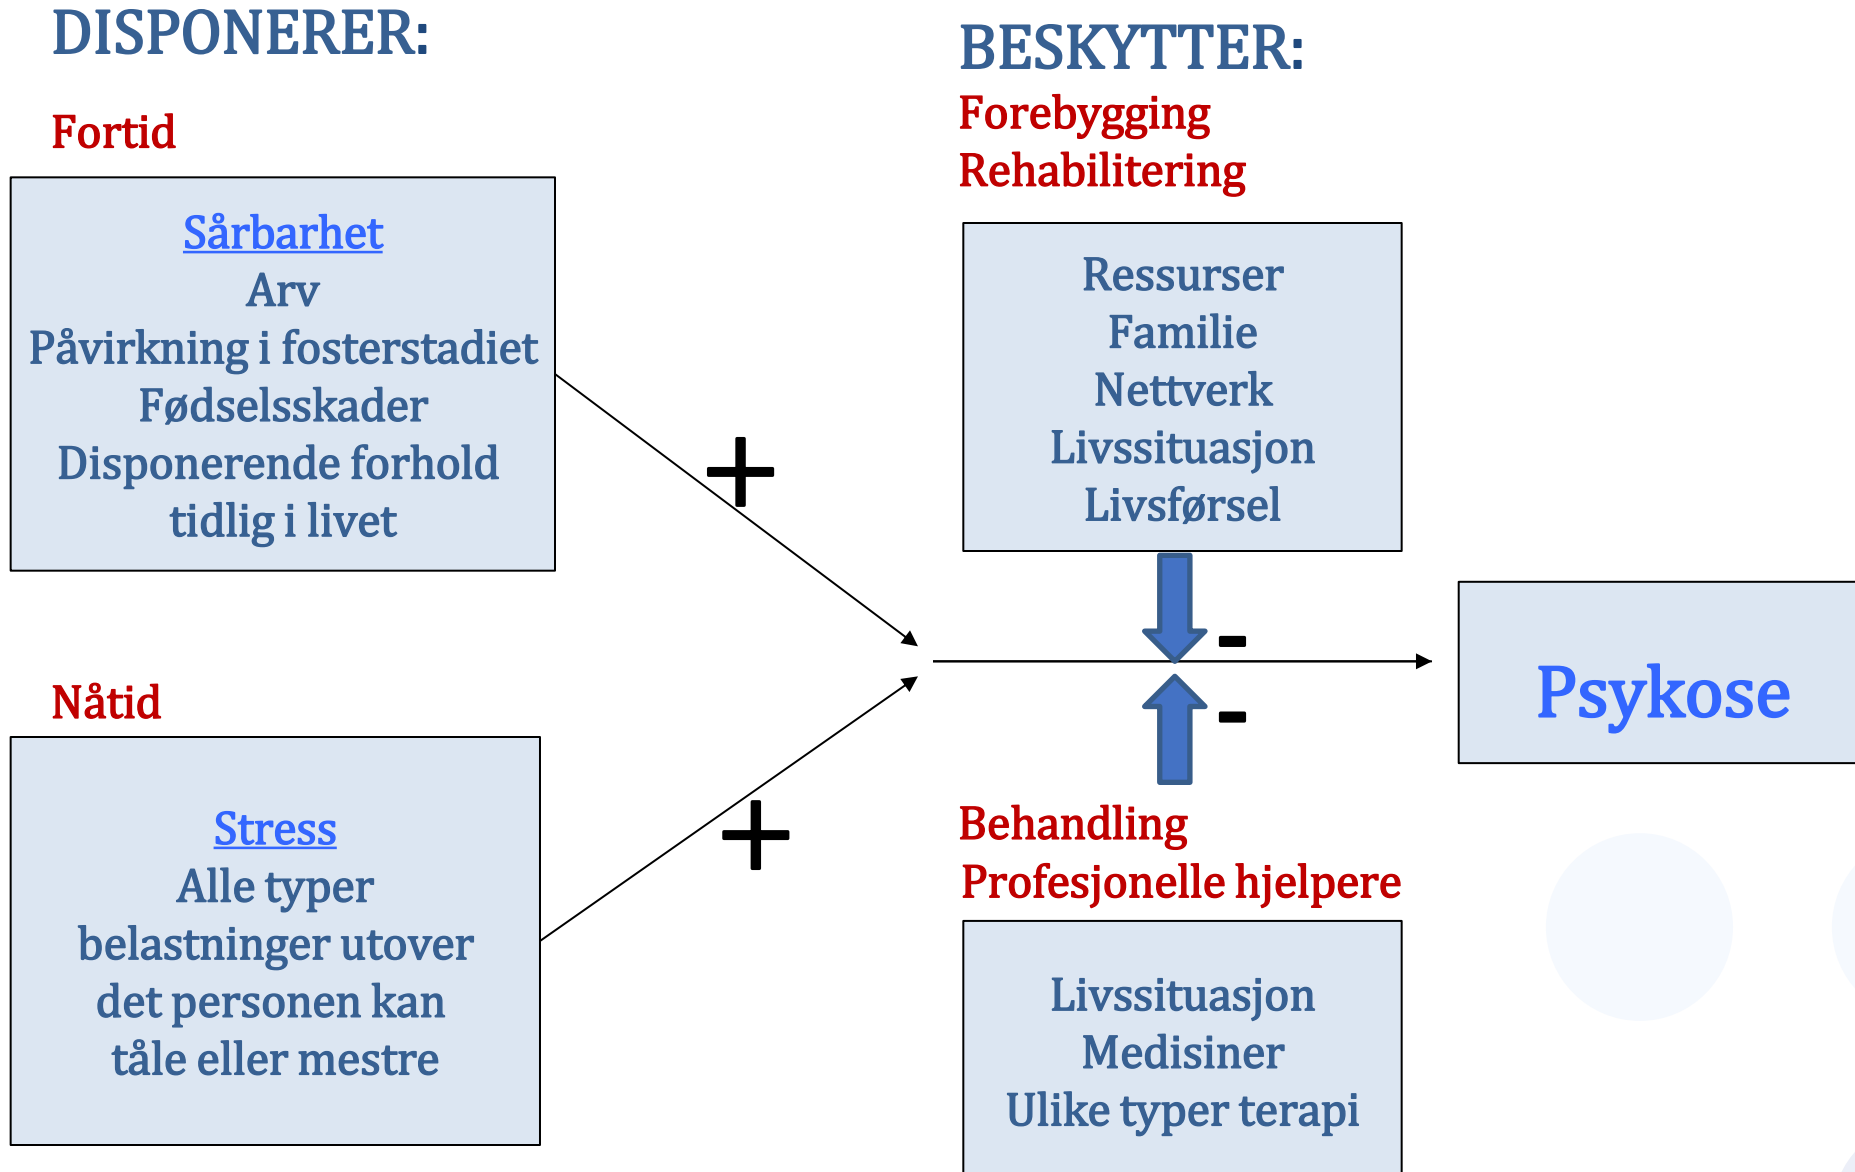 DISPONERER:
Fortid
Sårbarhet
Arv
Påvirkning i fosterstadiet
Fødselsskader
Disponerende forhold
tidlig i livet
+
Nåtid
Stress
Alle typer
belastninger utover
det personen kan
tåle eller mestre
+
BESKYTTER:
Forebygging
Rehabilitering
Ressurser
Familie
Nettverk
Livssituasjon
Livsførsel
-
-
Behandling
Profesjonelle hjelpere
Livssituasjon
Medisiner
Ulike typer terapi
Psykose